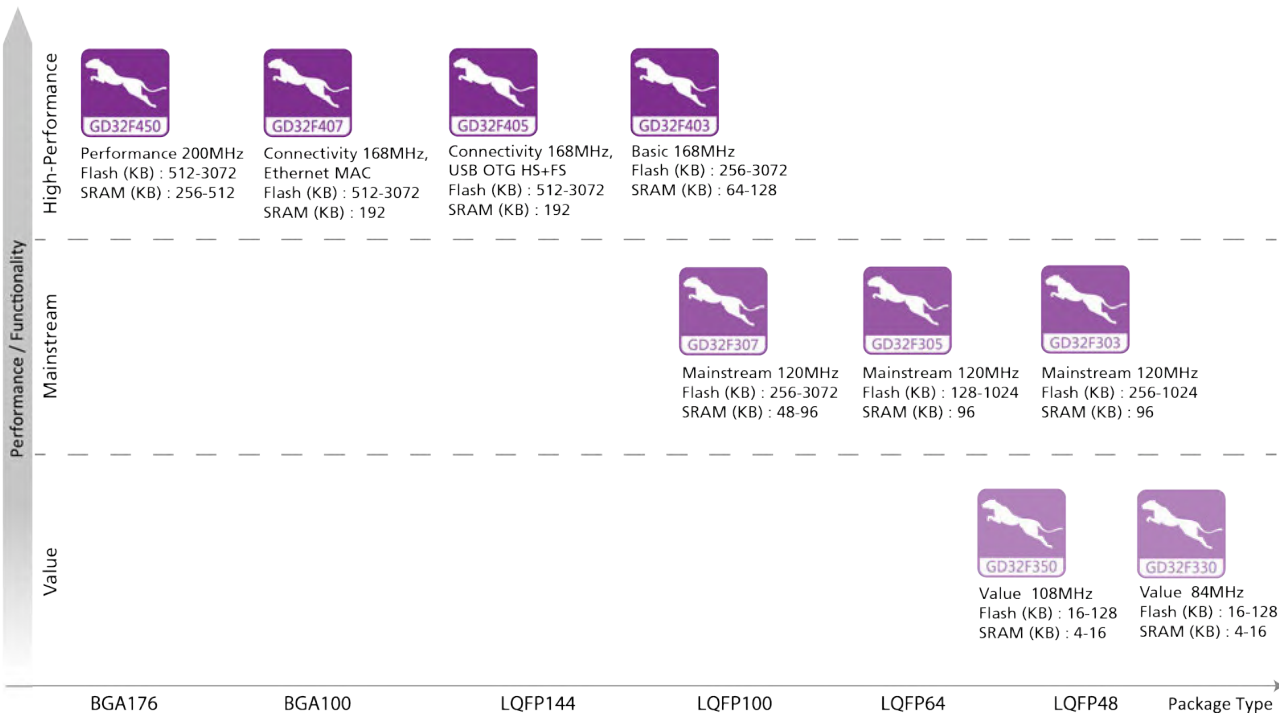 Performance / Functionality
High-Performance
GD32F450
Performance 200MHz
Flash (KB) : 512-3072
SRAM (KB) : 256-512
GD32F407
Connectivity 168MHz,
Ethernet MAC
Flash (KB) : 512-3072
SRAM (KB) : 192
GD32F405
Connectivity 168MHz,
USB OTG HS+FS
Flash (KB) : 512-3072
SRAM (KB) : 192
GD32F403
Basic 168MHz
Flash (KB) : 256-3072
SRAM (KB) : 64-128
Mainstream
GD32F307
Mainstream 120MHz
Flash (KB) : 256-3072
SRAM (KB) : 48-96
GD32F305
Mainstream 120MHz
Flash (KB) : 128-1024
SRAM (KB) : 96
GD32F303
Mainstream 120MHz
Flash (KB) : 256-1024
SRAM (KB) : 96
Value
GD32F350
Value 108MHz
Flash (KB) : 16-128
SRAM (KB) : 4-16
GD32F330
Value 84MHz
Flash (KB) : 16-128
SRAM (KB) : 4-16
BGA176
BGA100
LQFP144
LQFP100
LQFP64
LQFP48
Package Type